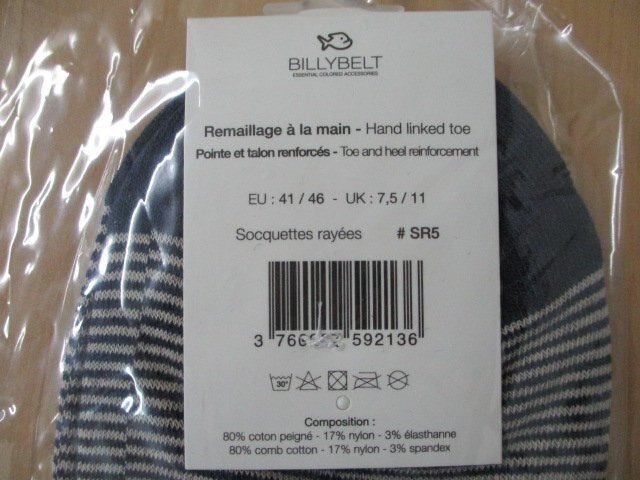 BILLYBELT
ESSENTIAL COLORED ACCESSORIES
Remaillage à la main - Hand linked toe
Pointe et talon renforcés - Toe and heel reinforcement
EU : 41 / 46 - UK : 7,5 / 11
Socquettes rayées # SR5
3 592136
30°
Composition :
80% coton peigné - 17% nylon - 3% élasthanne
80% comb cotton - 17% nylon - 3% spandex